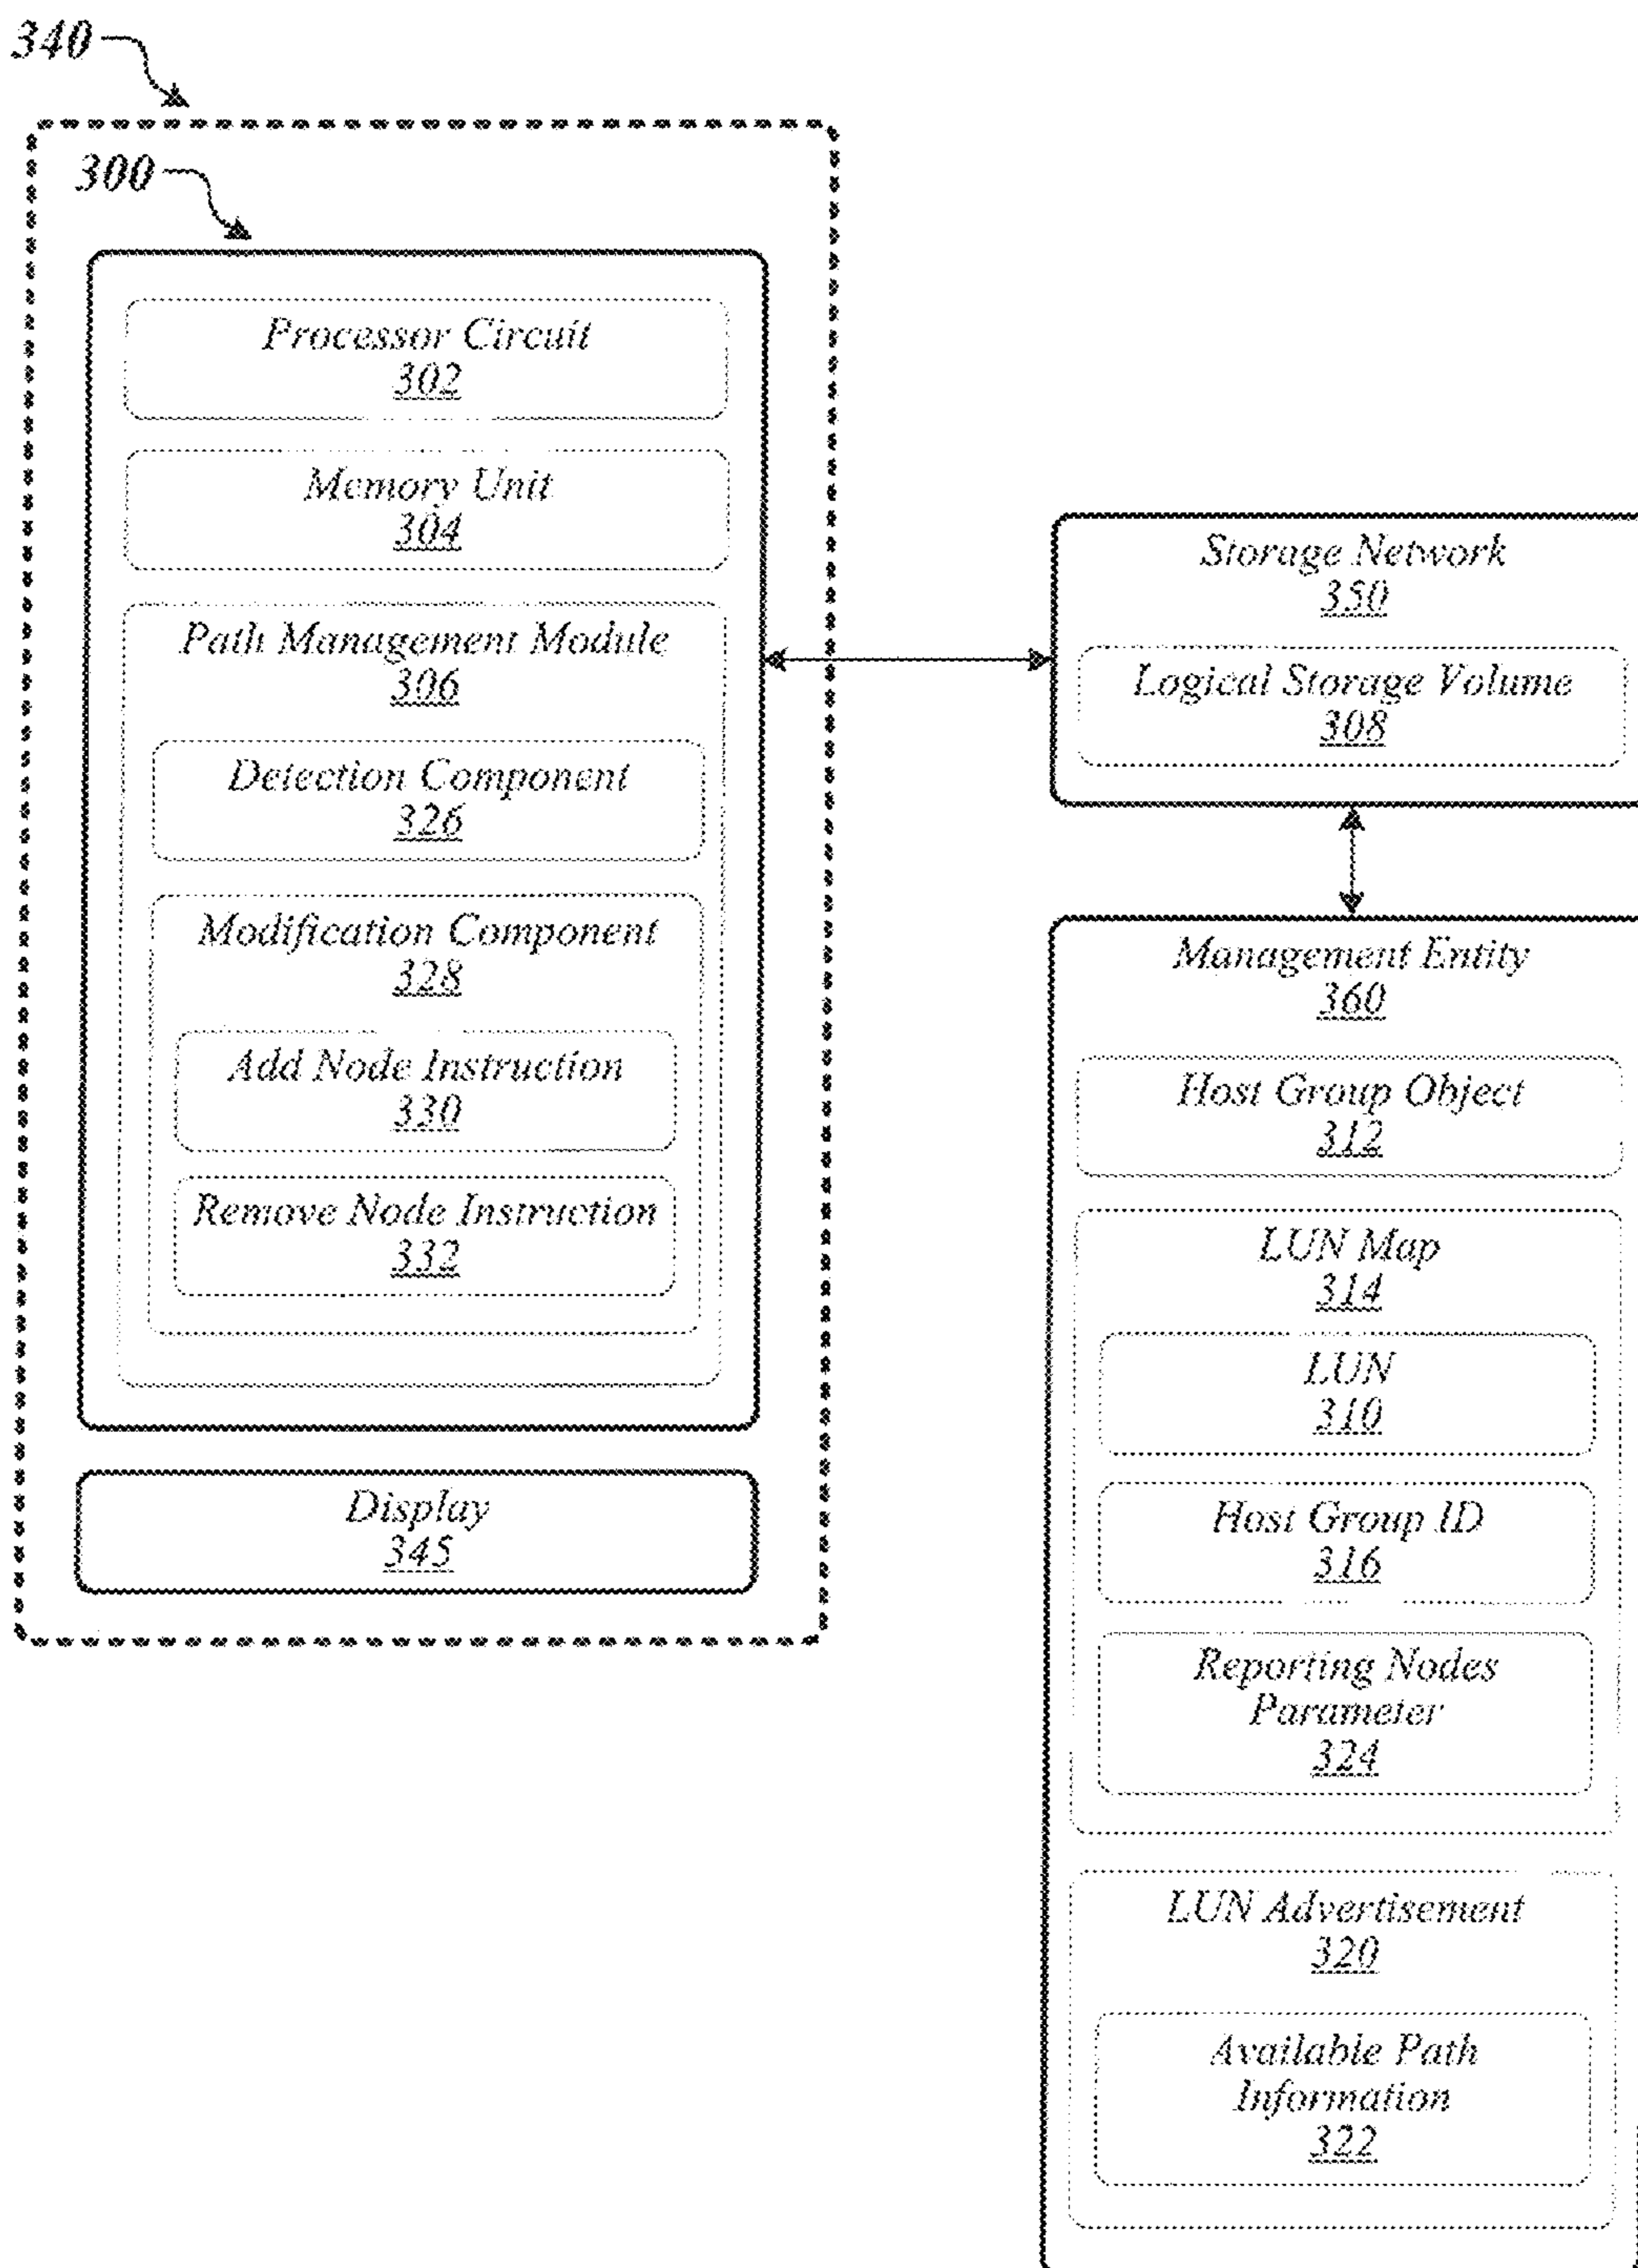 340
300
Processor Circuit
302
Memory Unit
304
Path Management Module
306
Detection Component
326
Modification Component
328
Add Node Instruction
330
Remove Node Instruction
332
Display
345
Storage Network
350
Logical Storage Volume
308
Management Entity
360
Host Group Object
312
LUN Map
314
LUN
310
Host Group ID
316
Reporting Nodes
Parameter
324
LUN Advertisement
320
Available Path
Information
322